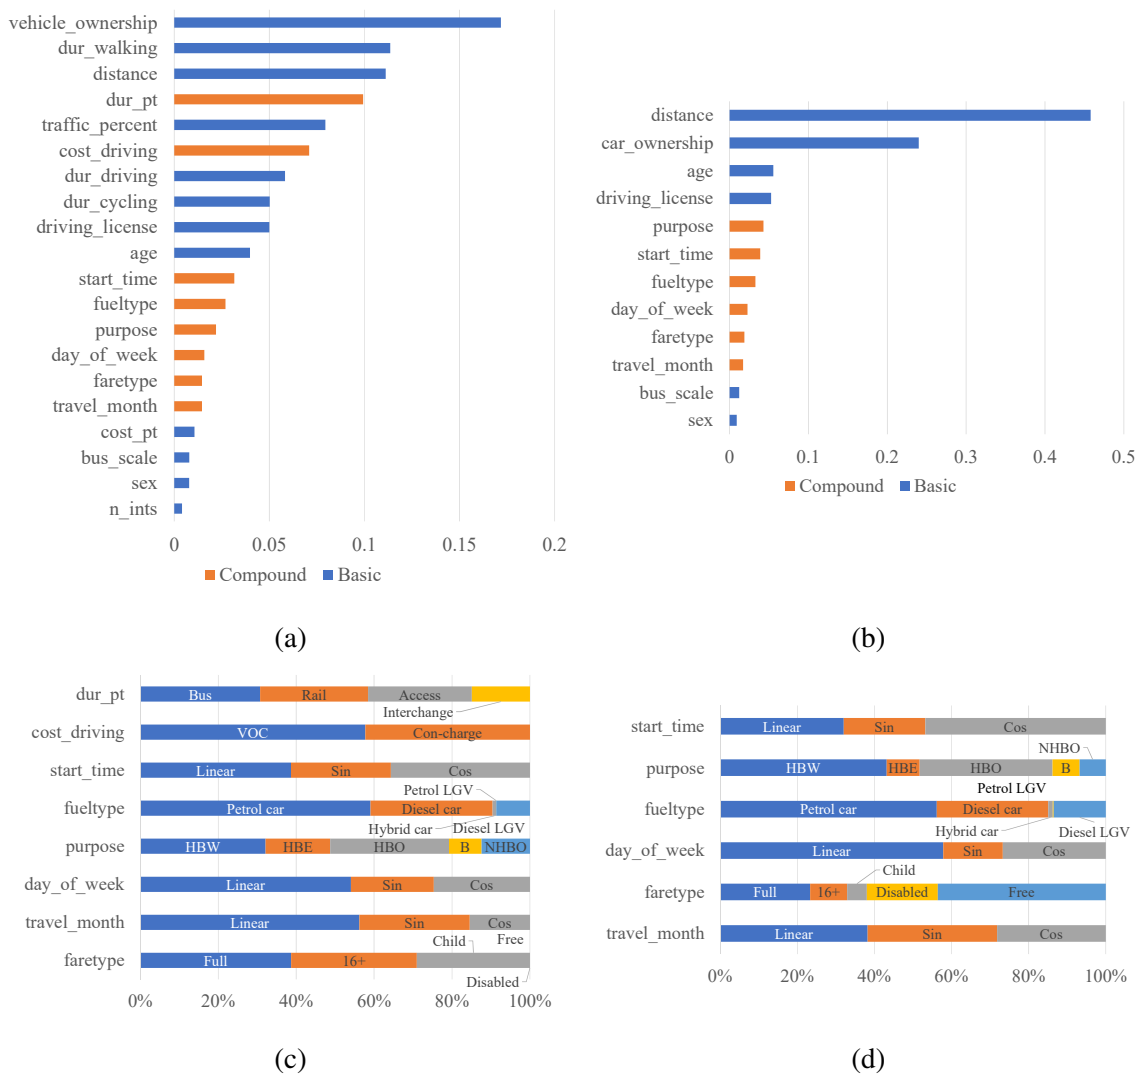 vehicle_ownership
dur_walking
distance
dur_pt
traffic_percent
cost_driving
dur_driving
dur_cycling
driving_license
age
start_time
fueltype
purpose
day_of_week
faretype
travel_month
cost_pt
bus_scale
sex
n_ints
0 0.05 0.1 0.15 0.2
Compound Basic
(a)
distance
car_ownership
age
driving_license
purpose
start_time
fueltype
day_of_week
faretype
travel_month
bus_scale
sex
0 0.1 0.2 0.3 0.4 0.5
Compound Basic
(b)
dur_pt Bus Rail Access
Interchange
cost_driving VOC Con-charge
start_time Linear Sin Cos
Petrol LGV
fueltype Petrol car Diesel car
Hybrid car Diesel LGV
purpose HBW HBE HBO B NHBO
day_of_week Linear Sin Cos
travel_month Linear Sin Cos
Child Free
faretype Full 16+
Disabled
0% 20% 40% 60% 80% 100%
(c)
start_time Linear Sin Cos
NHBO
purpose HBW HBE HBO B
Petrol LGV
fueltype Petrol car Diesel car
Hybrid car Diesel LGV
day_of_week Linear Sin Cos
Child
faretype Full 16+ Disabled Free
travel_month Linear Sin Cos
0% 20% 40% 60% 80% 100%
(d)